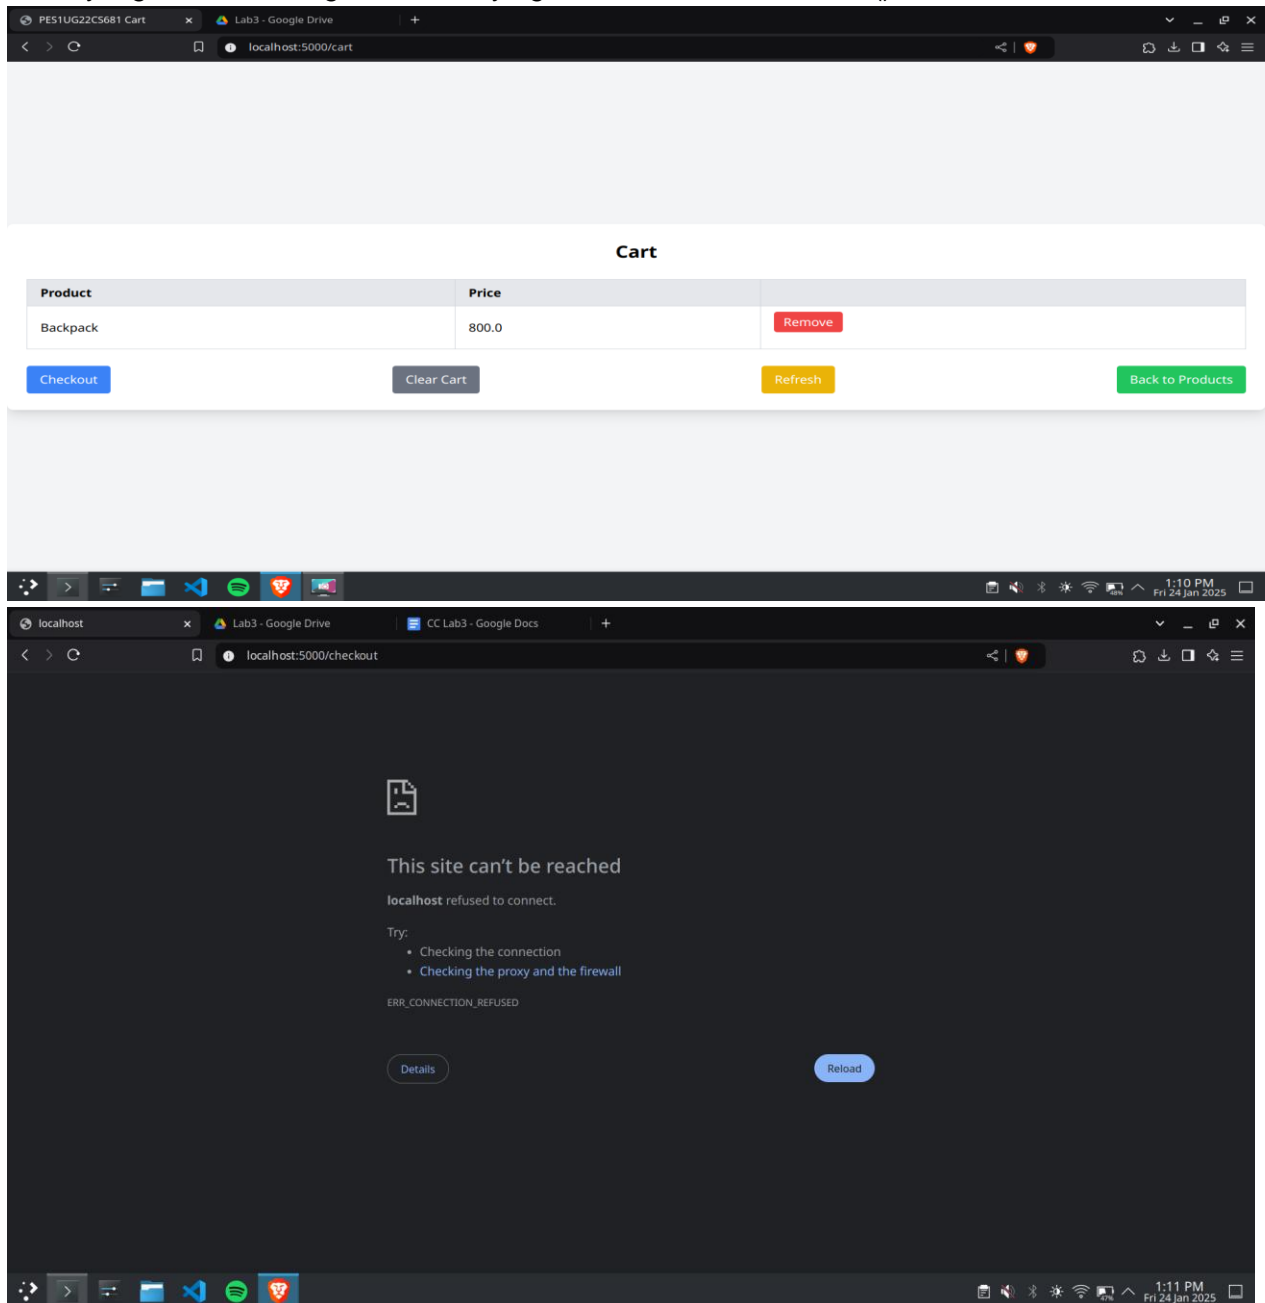 PES1UG22CS681 Cart
Lab3 - Google Drive
localhost:5000/cart
Cart
Product Price
Backpack 800.0 Remove
Checkout Clear Cart Refresh Back to Products
48%
1:10 PM
Fri 24 Jan 2025
localhost
Lab3 - Google Drive
CC Lab3 - Google Docs
localhost:5000/checkout
This site can’t be reached
localhost refused to connect.
Try:
• Checking the connection
• Checking the proxy and the firewall
ERR_CONNECTION_REFUSED
Details Reload
47%
1:11 PM
Fri 24 Jan 2025